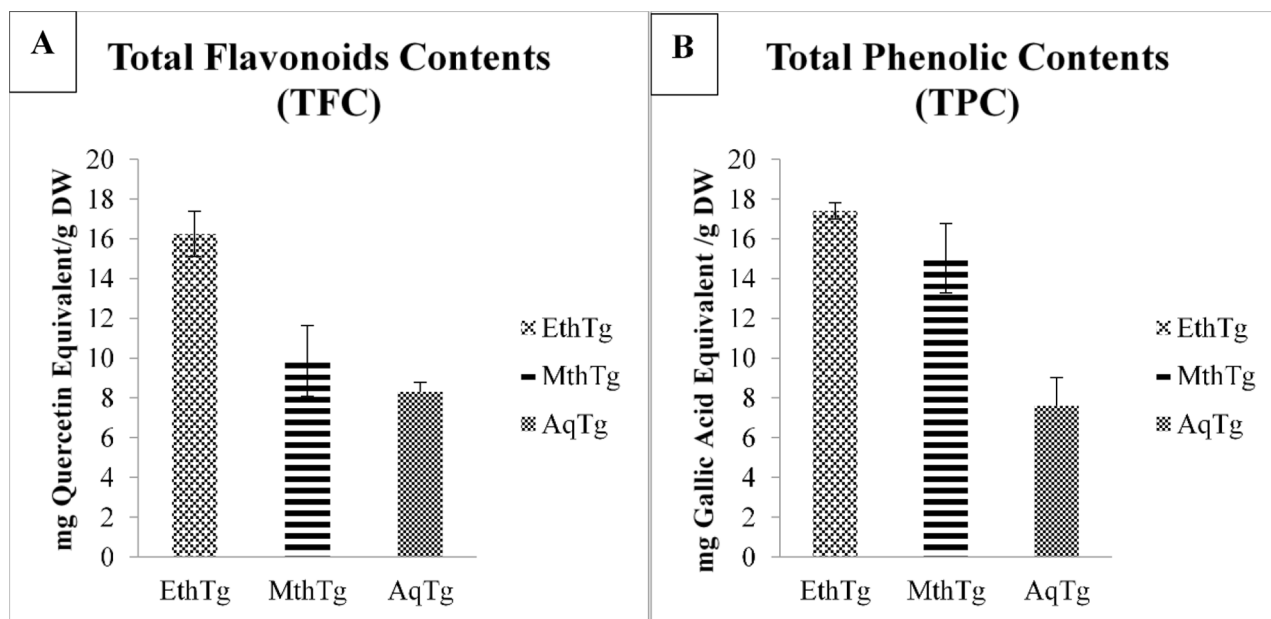 A
Total Flavonoids Contents
(TFC)
mg Quercetin Equivalent/g DW
20
18
16
14
12
10
8
6
4
2
0
EthTg
MthTg
AqTg
EthTg MthTg AqTg
B
Total Phenolic Contents
(TPC)
mg Gallic Acid Equivalent /g DW
20
18
16
14
12
10
8
6
4
2
0
EthTg
MthTg
AqTg
EthTg MthTg AqTg